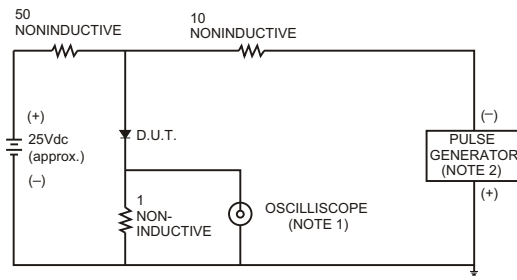 50
NONINDUCTIVE
10
NONINDUCTIVE
(+)
25Vdc
(approx.)
(–)
D.U.T.
1
NON-
INDUCTIVE
OSCILLISCOPE
(NOTE 1)
(–)
PULSE
GENERATOR
(NOTE 2)
(+)